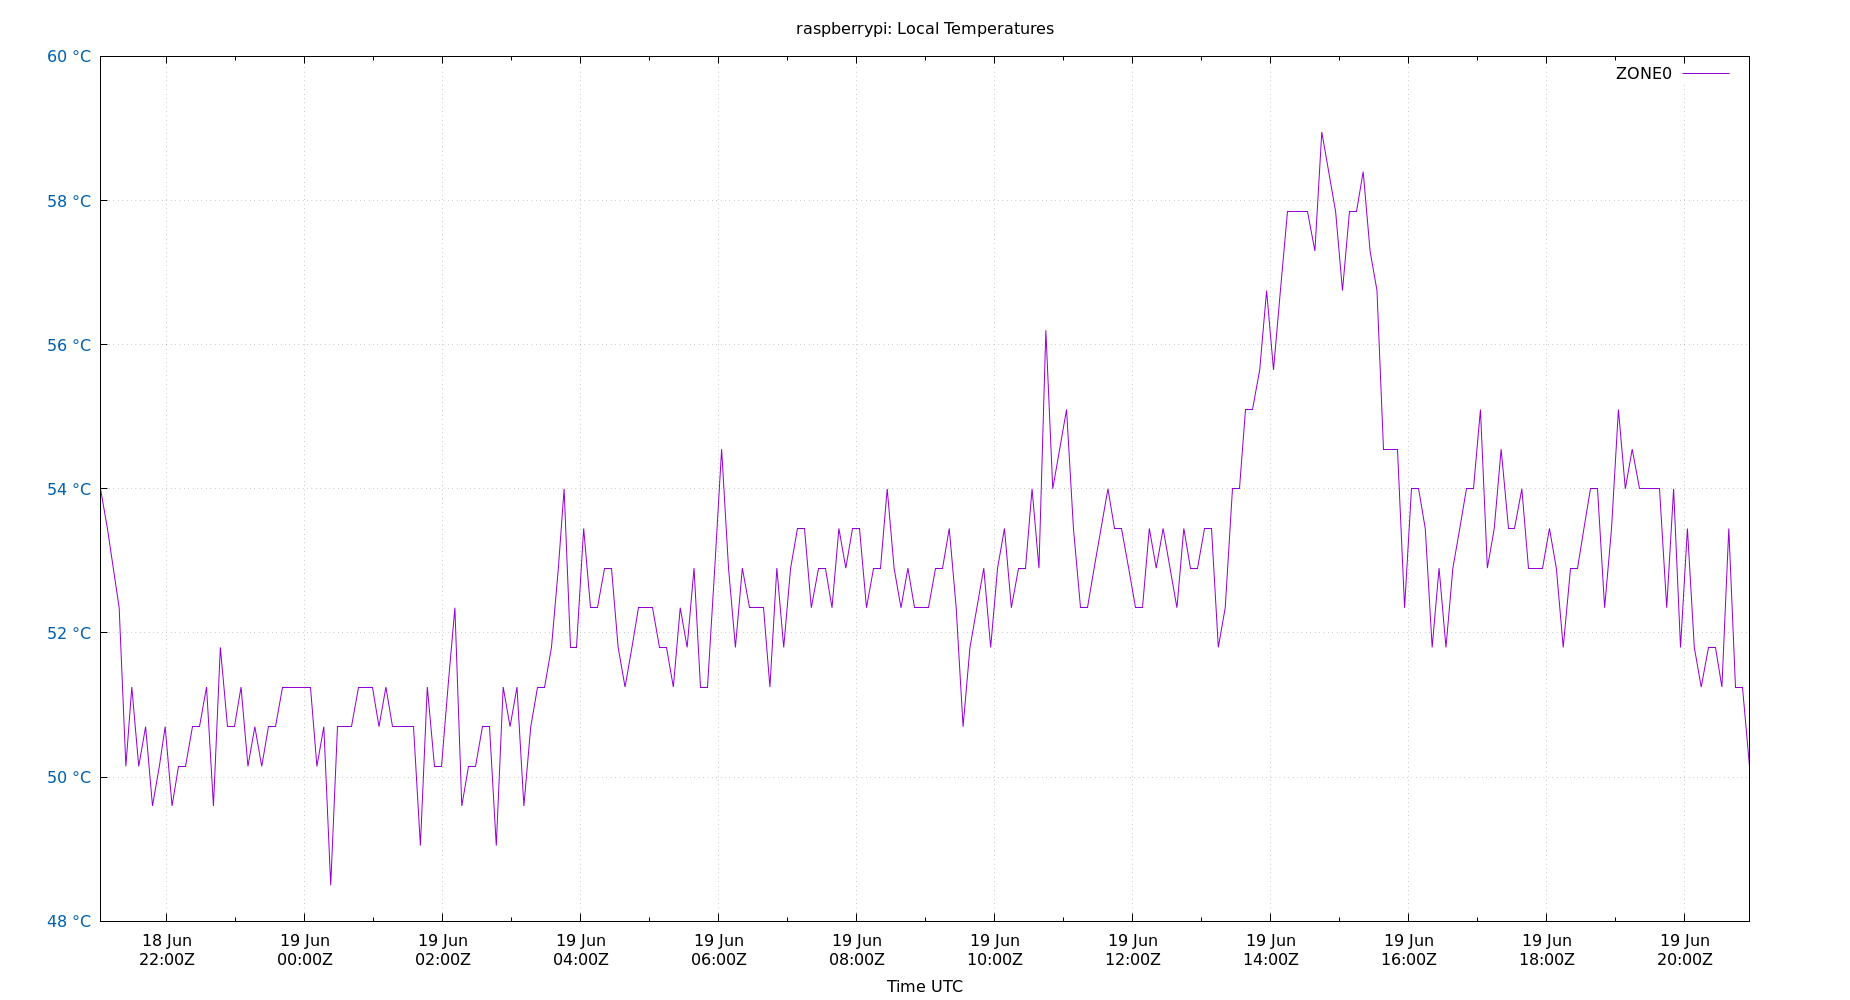 raspberrypi: Local Temperatures
60 °C
ZONE0
58 °C
56 °C
54 °C
52 °C
50 °C
48 °C
18 Jun 19 Jun 19 Jun 19 Jun 19 Jun 19 Jun 19 Jun 19 Jun 19 Jun 19 Jun 19 Jun 19 Jun
22:00Z 00:00Z 02:00Z 04:00Z 06:00Z 08:00Z 10:00Z 12:00Z 14:00Z 16:00Z 18:00Z 20:00Z
Time UTC